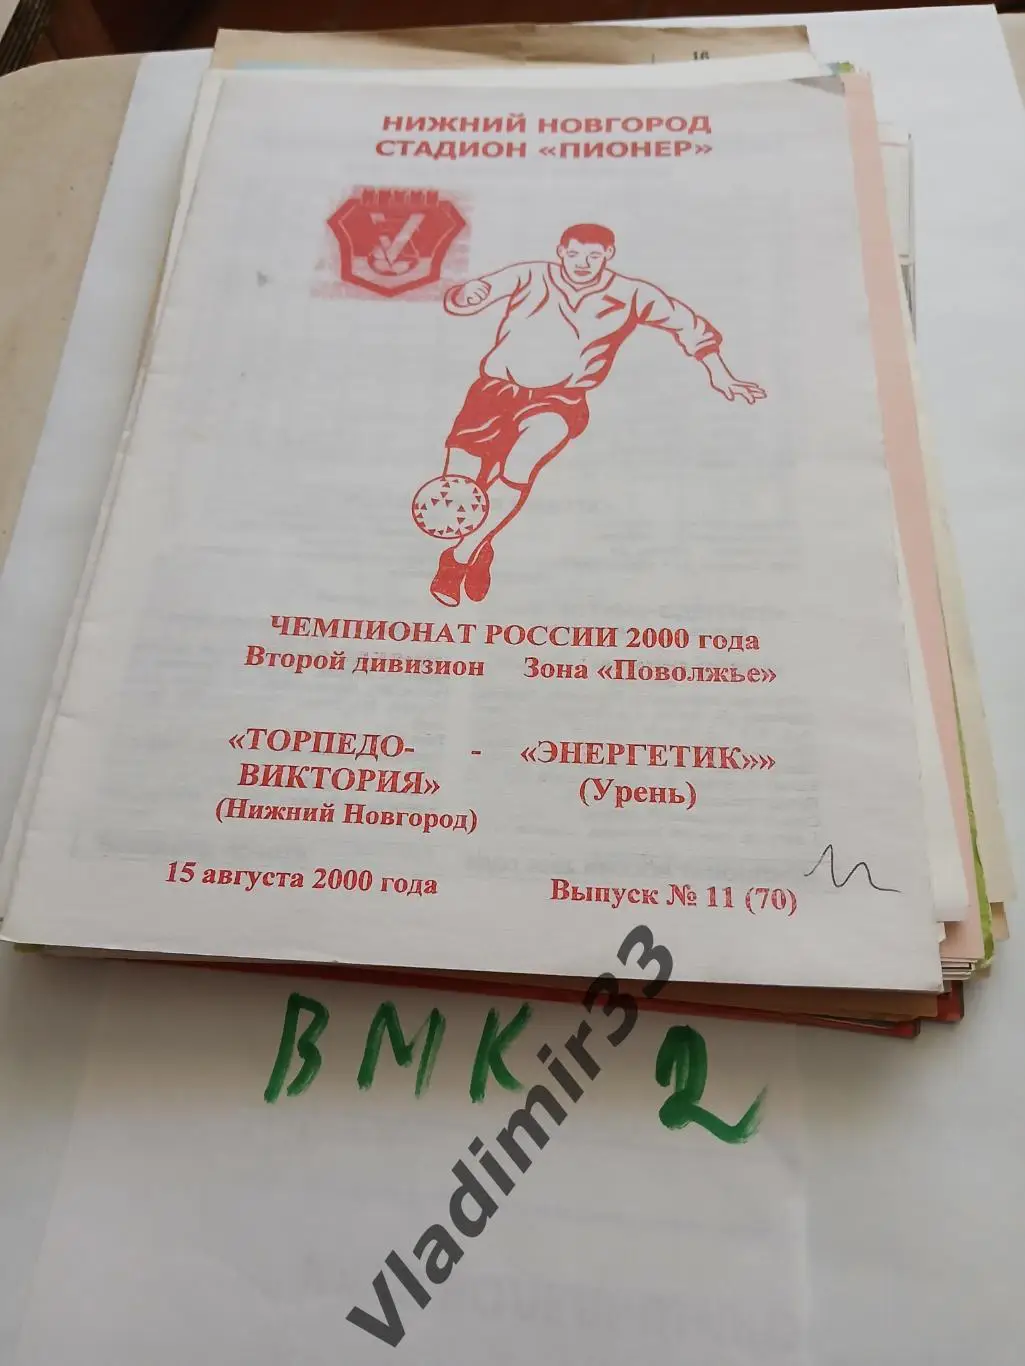 16
НИЖНИЙ НОВГОРОД
СТАДИОН «ПИОНЕР»
ЧЕМПИОНАТ РОССИИ 2000 года
Второй дивизион Зона «Поволжье»
«ТОРПЕДО- - «ЭНЕРГЕТИК»»
ВИКТОРИЯ» (Урень)
(Нижний Новгород)
15 августа 2000 года Выпуск № 11 (70)
ВМК 2
Vladimir33